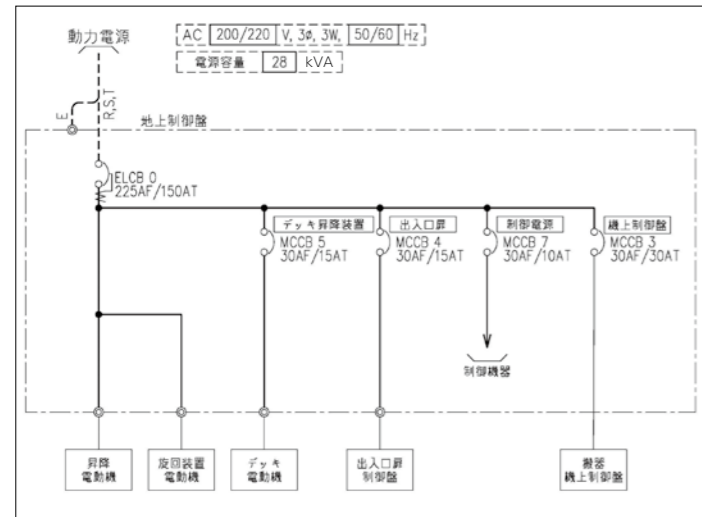 動力電源
AC 200/220 V, 3ø, 3W, 50/60 Hz
電源容量 28 kVA
E
R,S,T
地上制御盤
ELCB 0
225AF/150AT
デッキ昇降装置
MCCB 5
30AF/15AT
出入口扉
MCCB 4
30AF/15AT
制御電源
MCCB 7
30AF/10AT
機上制御盤
MCCB 3
30AF/30AT
制御機器
昇降
電動機
旋回装置
電動機
デッキ
電動機
出入口扉
制御盤
搬器
機上制御盤